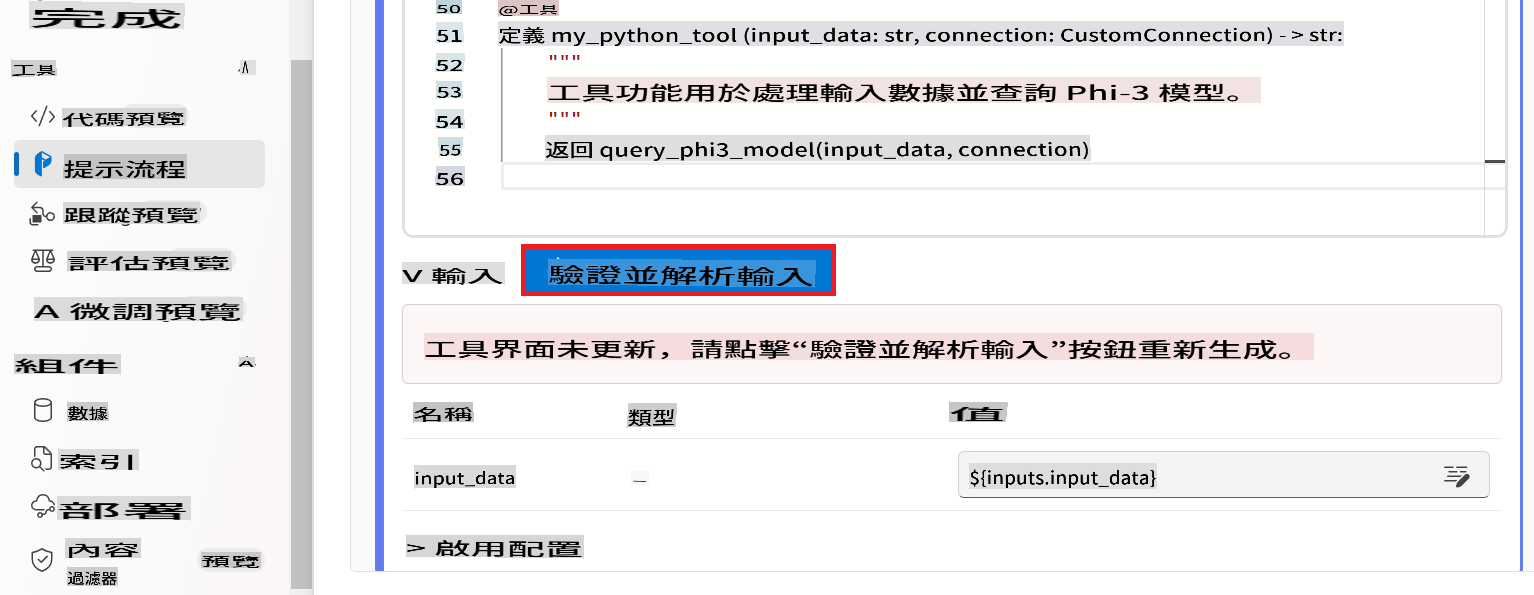 完成
工具
代碼預覽
提示流程
跟蹤預覽
評估預覽
A 微調預覽
組件
數據
索引
部署
內容
過濾器
預覽
50 @工具
51 定義 my_python_tool (input_data: str, connection: CustomConnection) - > str:
52 """
53 工具功能用於處理輸入數據並查詢 Phi-3 模型。
54 """
55 返回 query_phi3_model(input_data, connection)
56
V 輸入
驗證並解析輸入
工具界面未更新，請點擊“驗證並解析輸入”按鈕重新生成。
名稱 類型 值
input_data – ${inputs.input_data}
> 啟用配置